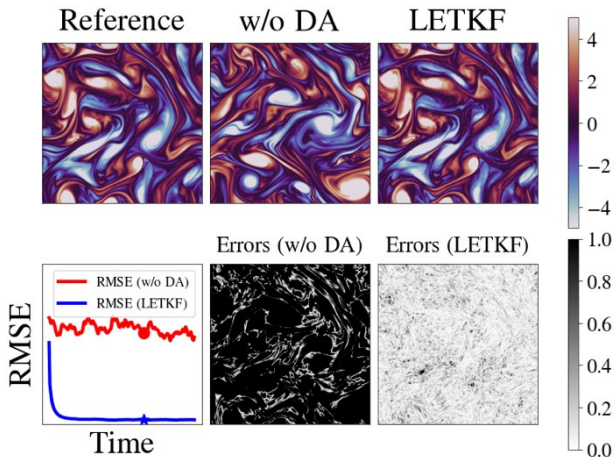 Reference
w/o DA
LETKF
4
2
0
−2
−4
Errors (w/o DA)
Errors (LETKF)
1.0
0.8
0.6
0.4
0.2
0.0
RMSE (w/o DA)
RMSE (LETKF)
RMSE
Time